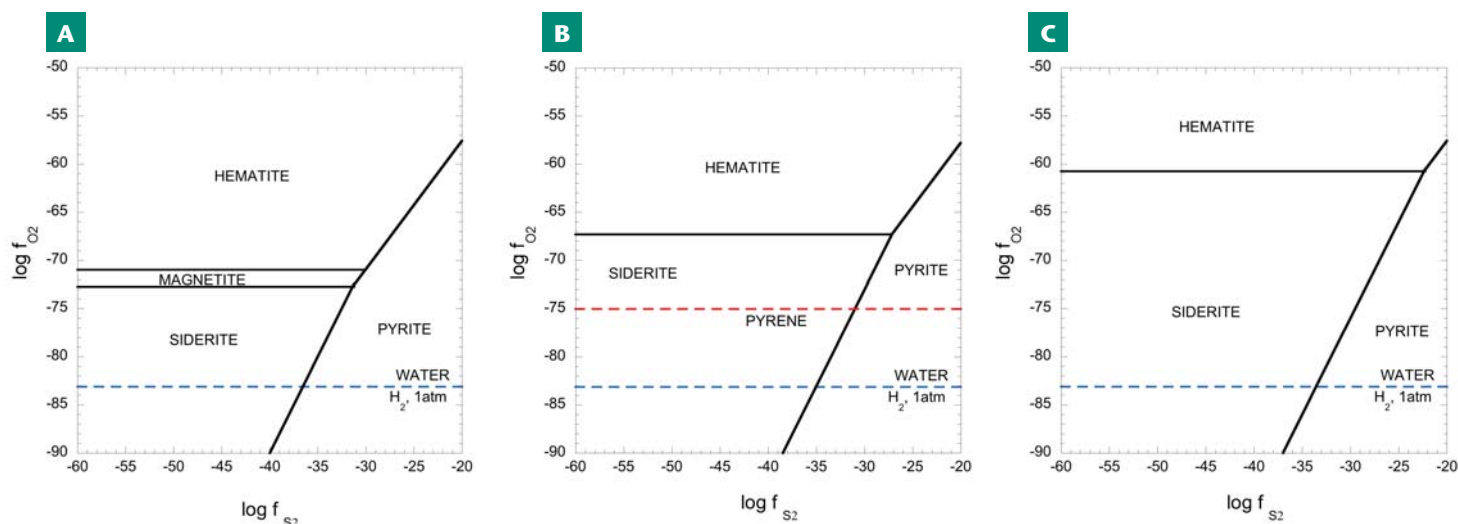 A
-50
-55
-60
-65
-70
-75
-80
-85
-90
-60 -55 -50 -45 -40 -35 -30 -25 -20
log f O2
log f S2
HEMATITE
MAGNETITE
SIDERITE
PYRITE
WATER
H2, 1atm
B
-50
-55
-60
-65
-70
-75
-80
-85
-90
-60 -55 -50 -45 -40 -35 -30 -25 -20
log f O2
log f S2
HEMATITE
SIDERITE
PYRITE
PYRENE
WATER
H2, 1atm
C
-50
-55
-60
-65
-70
-75
-80
-85
-90
-60 -55 -50 -45 -40 -35 -30 -25 -20
log f O2
log f S2
HEMATITE
SIDERITE
PYRITE
WATER
H2, 1atm